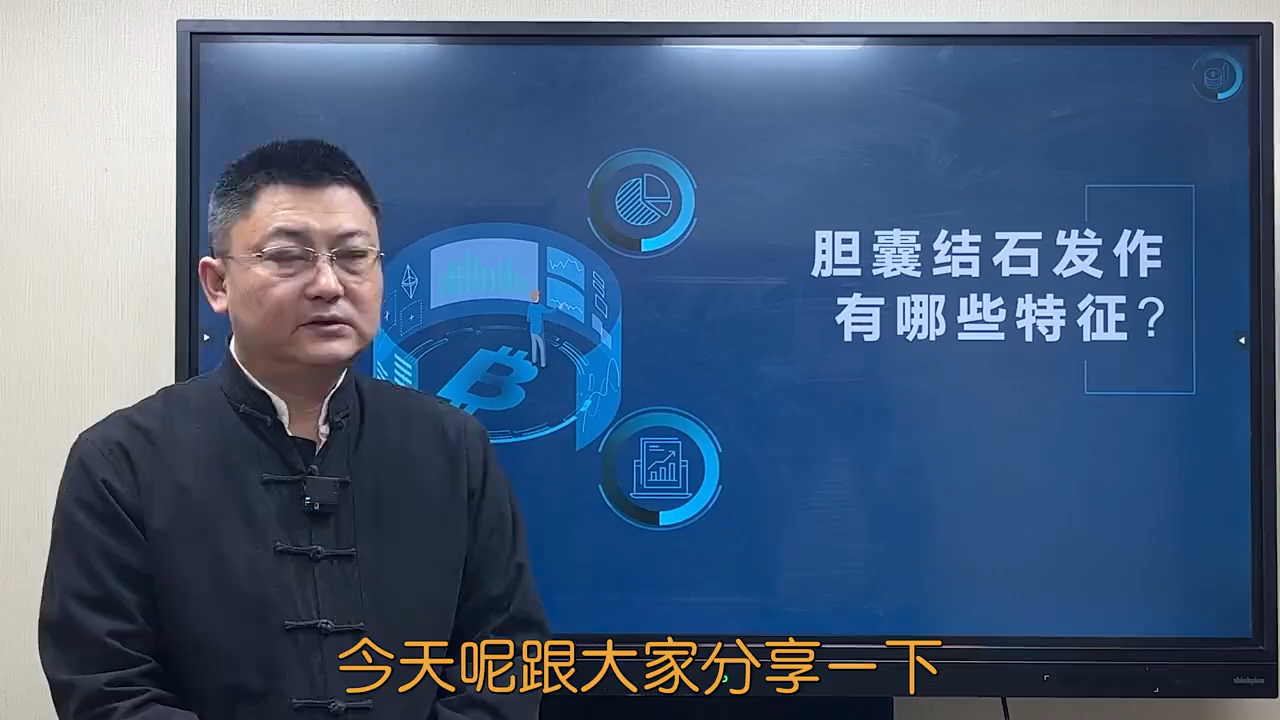 胆囊结石发作
有哪些特征?
今天呢跟大家分享一下
thinkplus